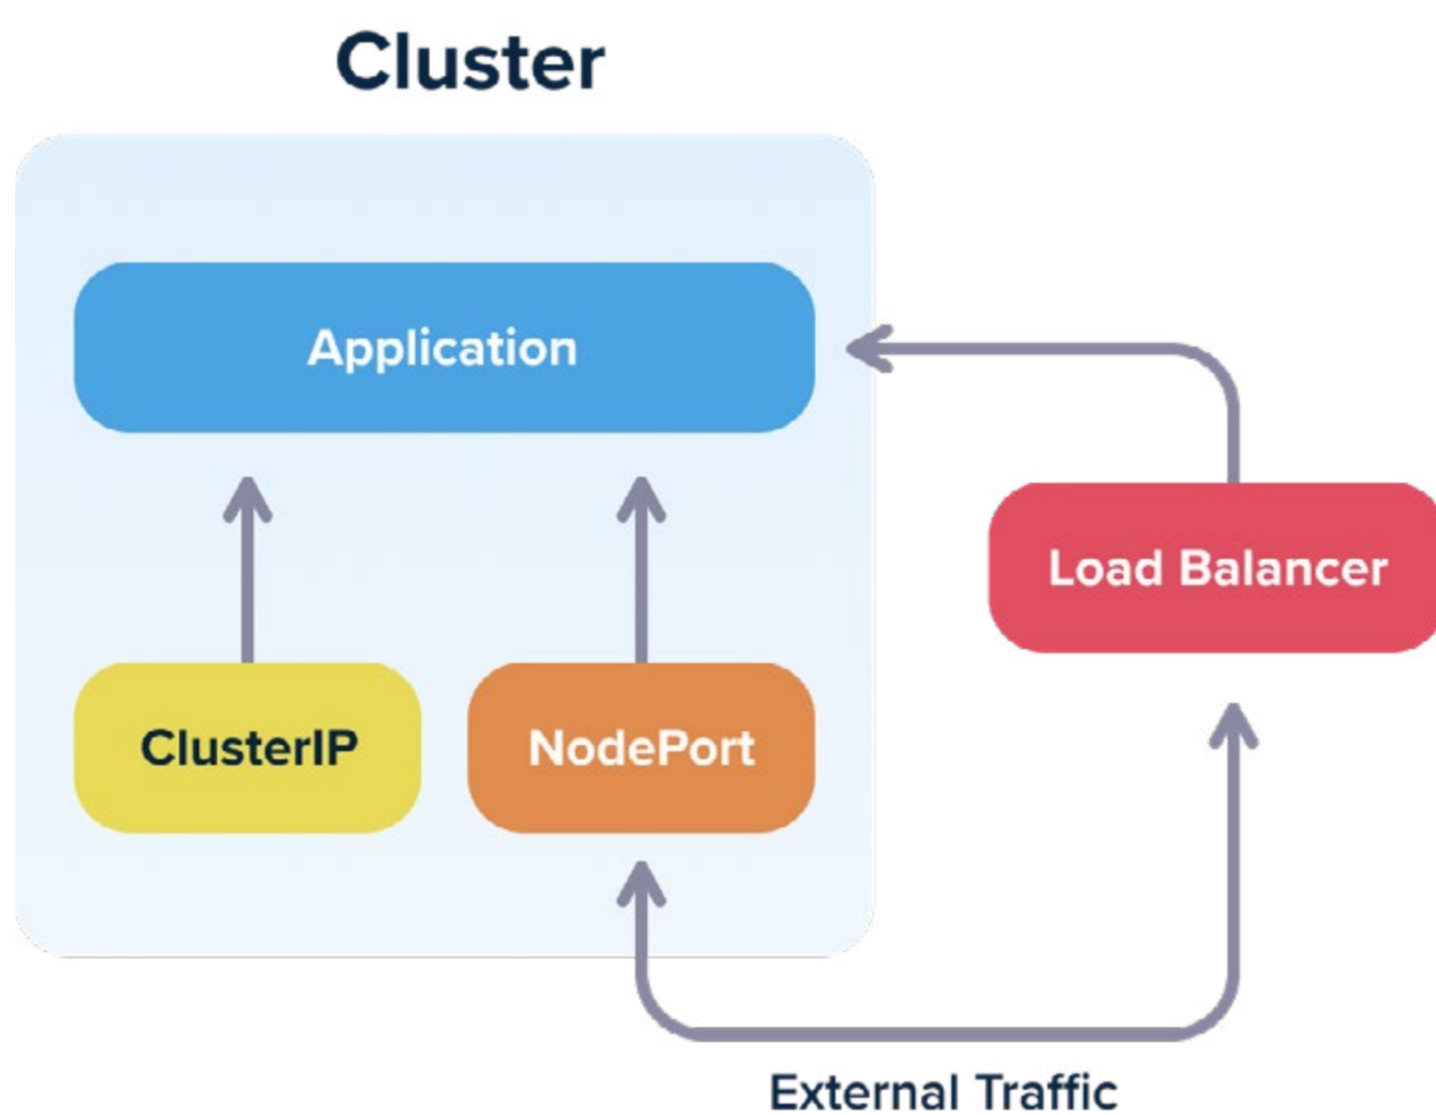 Cluster
Application
Load Balancer
ClusterIP
NodePort
External Traffic